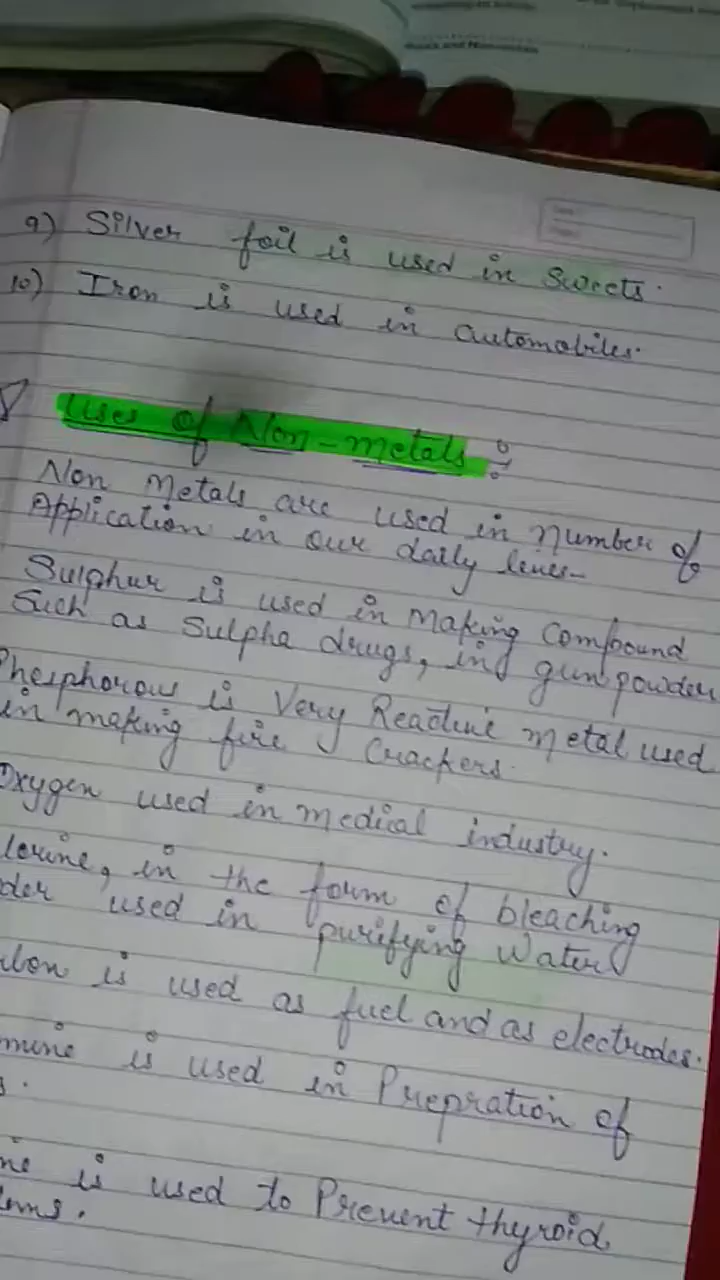 9) Silver foil is used in Sweets.
10) Iron is used in automobiles.
Uses of Non-metals :-
Non Metals are used in number of
Application in our daily lives-
Sulphur is used in Making Compound
Such as Sulpha drugs, in gun powder
Phosphorous is Very Reactive metal used
in making fire Crackers.
Oxygen used in medical industry.
lorine, in the form of bleaching
der used in purifying Water
bon is used as fuel and as electrodes.
mine is used in Prepration of
s.
ne is used to Prevent thyroid
lems.